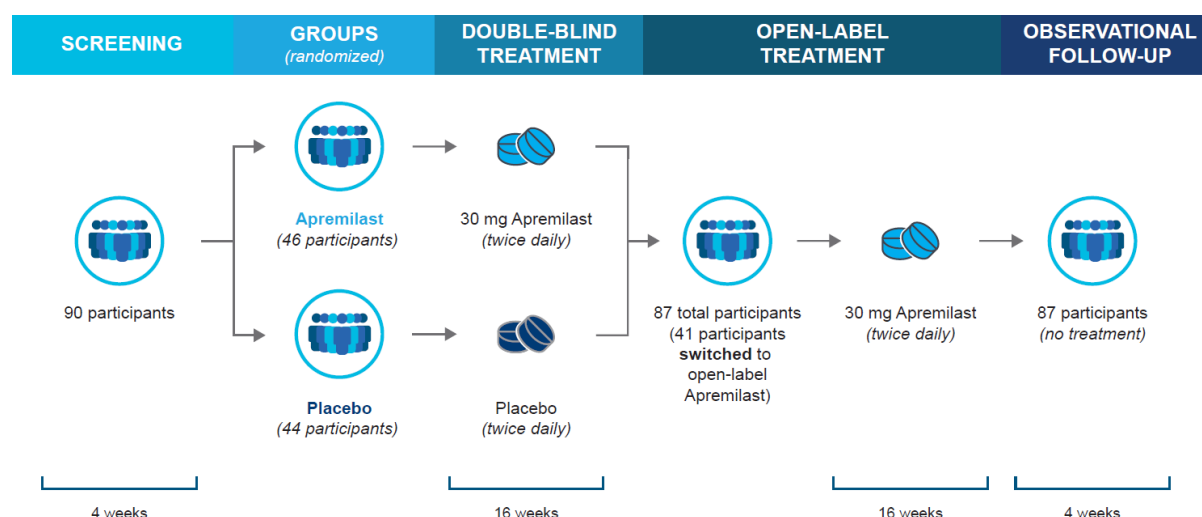 SCREENING
GROUPS
(randomized)
DOUBLE-BLIND
TREATMENT
OPEN-LABEL
TREATMENT
OBSERVATIONAL
FOLLOW-UP
90 participants
Apremilast
(46 participants)
30 mg Apremilast
(twice daily)
Placebo
(44 participants)
Placebo
(twice daily)
87 total participants
(41 participants
switched to
open-label
Apremilast)
30 mg Apremilast
(twice daily)
87 participants
(no treatment)
4 weeks
16 weeks
16 weeks
4 weeks